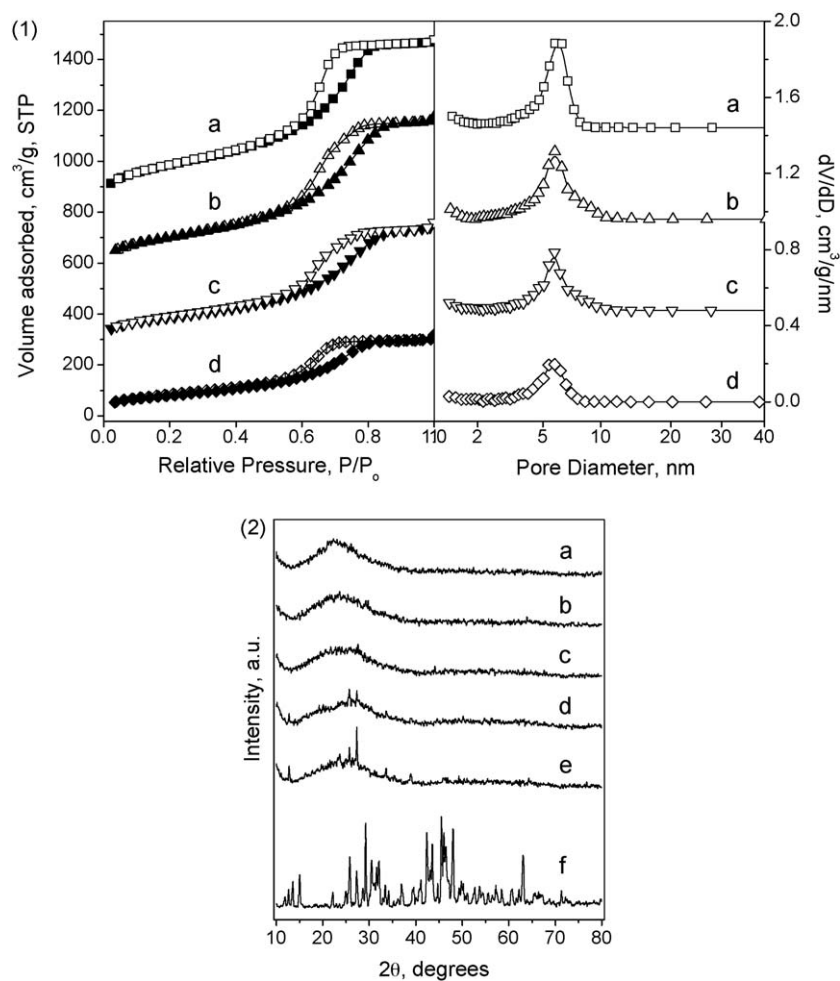 (1)
Volume adsorbed, cm³/g, STP
1400
1200
1000
800
600
400
200
0
a
b
c
d
0.0 0.2 0.4 0.6 0.8 1
Relative Pressure, P/Pₒ
a
b
c
d
2.0
1.6
1.2
0.8
0.4
0.0
dV/dD, cm³/g/nm
1 2 5 10 20 30 40
Pore Diameter, nm
(2)
Intensity, a.u.
a
b
c
d
e
f
10 20 30 40 50 60 70 80
2θ, degrees